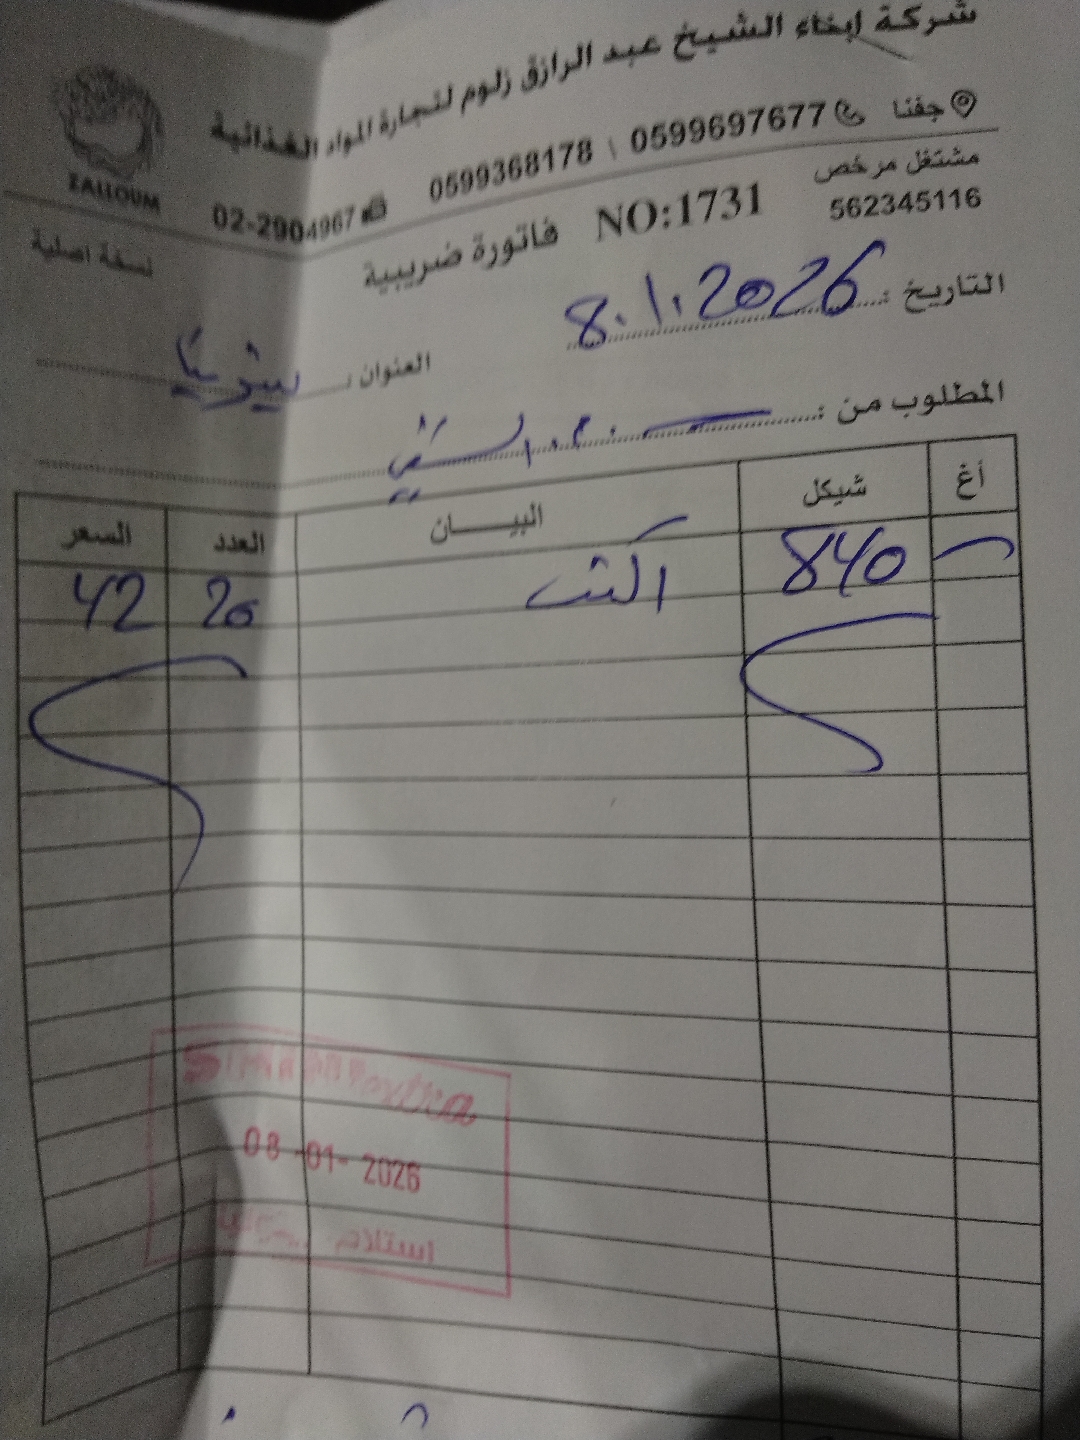 شركة ابناء الشيخ عبد الرازق زلوم لتجارة المواد الغذائية
ZALLOUM
جفنا 0599697677 \ 0599368178 02-2904967
مشتغل مرخص
562345116
NO:1731
فاتورة ضريبية
نسخة اصلية
التاريخ : 8.1.2026
العنوان :
المطلوب من :
أغ شيكل البيـــان العدد السعر
840 20 42
08-01-2026
استلام